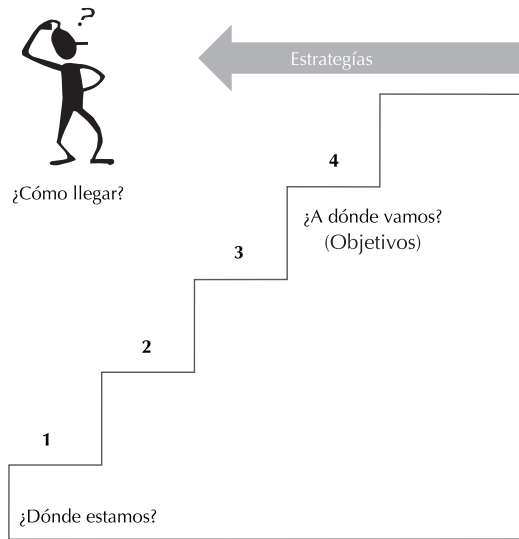 ?
Estrategías
4
¿Cómo llegar?
¿A dónde vamos?
(Objetivos)
3
2
1
¿Dónde estamos?